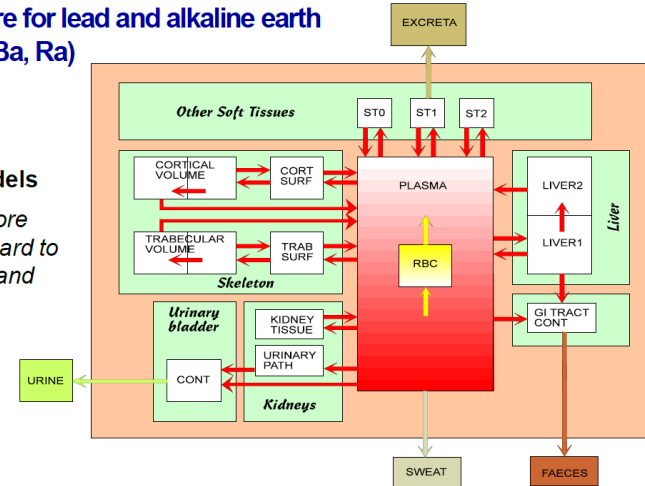 re for lead and alkaline earth
Ba, Ra)
dels
ore
ard to
and
EXCRETA
Other Soft Tissues
ST0
ST1
ST2
CORTICAL
VOLUME
CORT
SURF
TRABECULAR
VOLUME
TRAB
SURF
Skeleton
PLASMA
RBC
LIVER2
LIVER1
Liver
GI TRACT
CONT
Urinary
bladder
KIDNEY
TISSUE
URINARY
PATH
CONT
Kidneys
URINE
SWEAT
FAECES